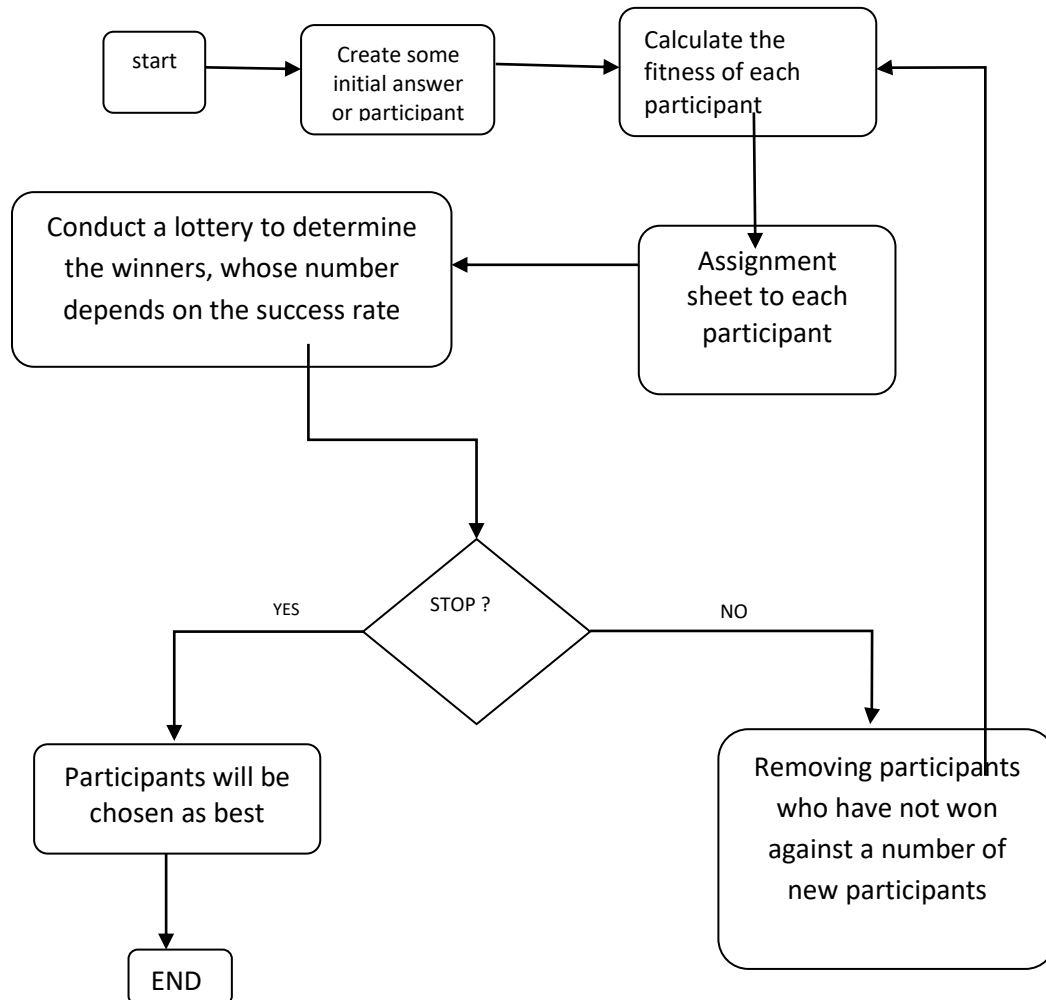 start
Create some
initial answer
or participant
Calculate the
fitness of each
participant
Conduct a lottery to determine
the winners, whose number
depends on the success rate
Assignment
sheet to each
participant
STOP ?
YES
NO
Participants will be
chosen as best
Removing participants
who have not won
against a number of
new participants
END